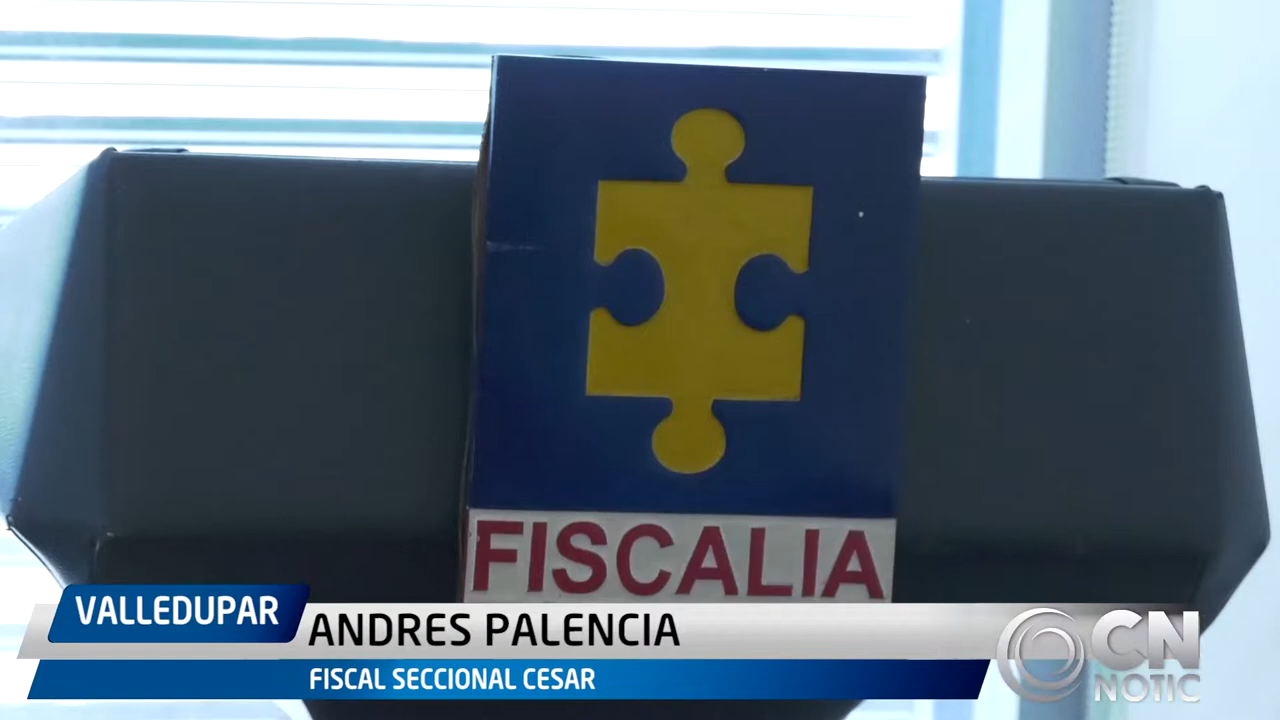 FISCALIA
VALLEDUPAR
ANDRES PALENCIA
FISCAL SECCIONAL CESAR
CN
NOTIC